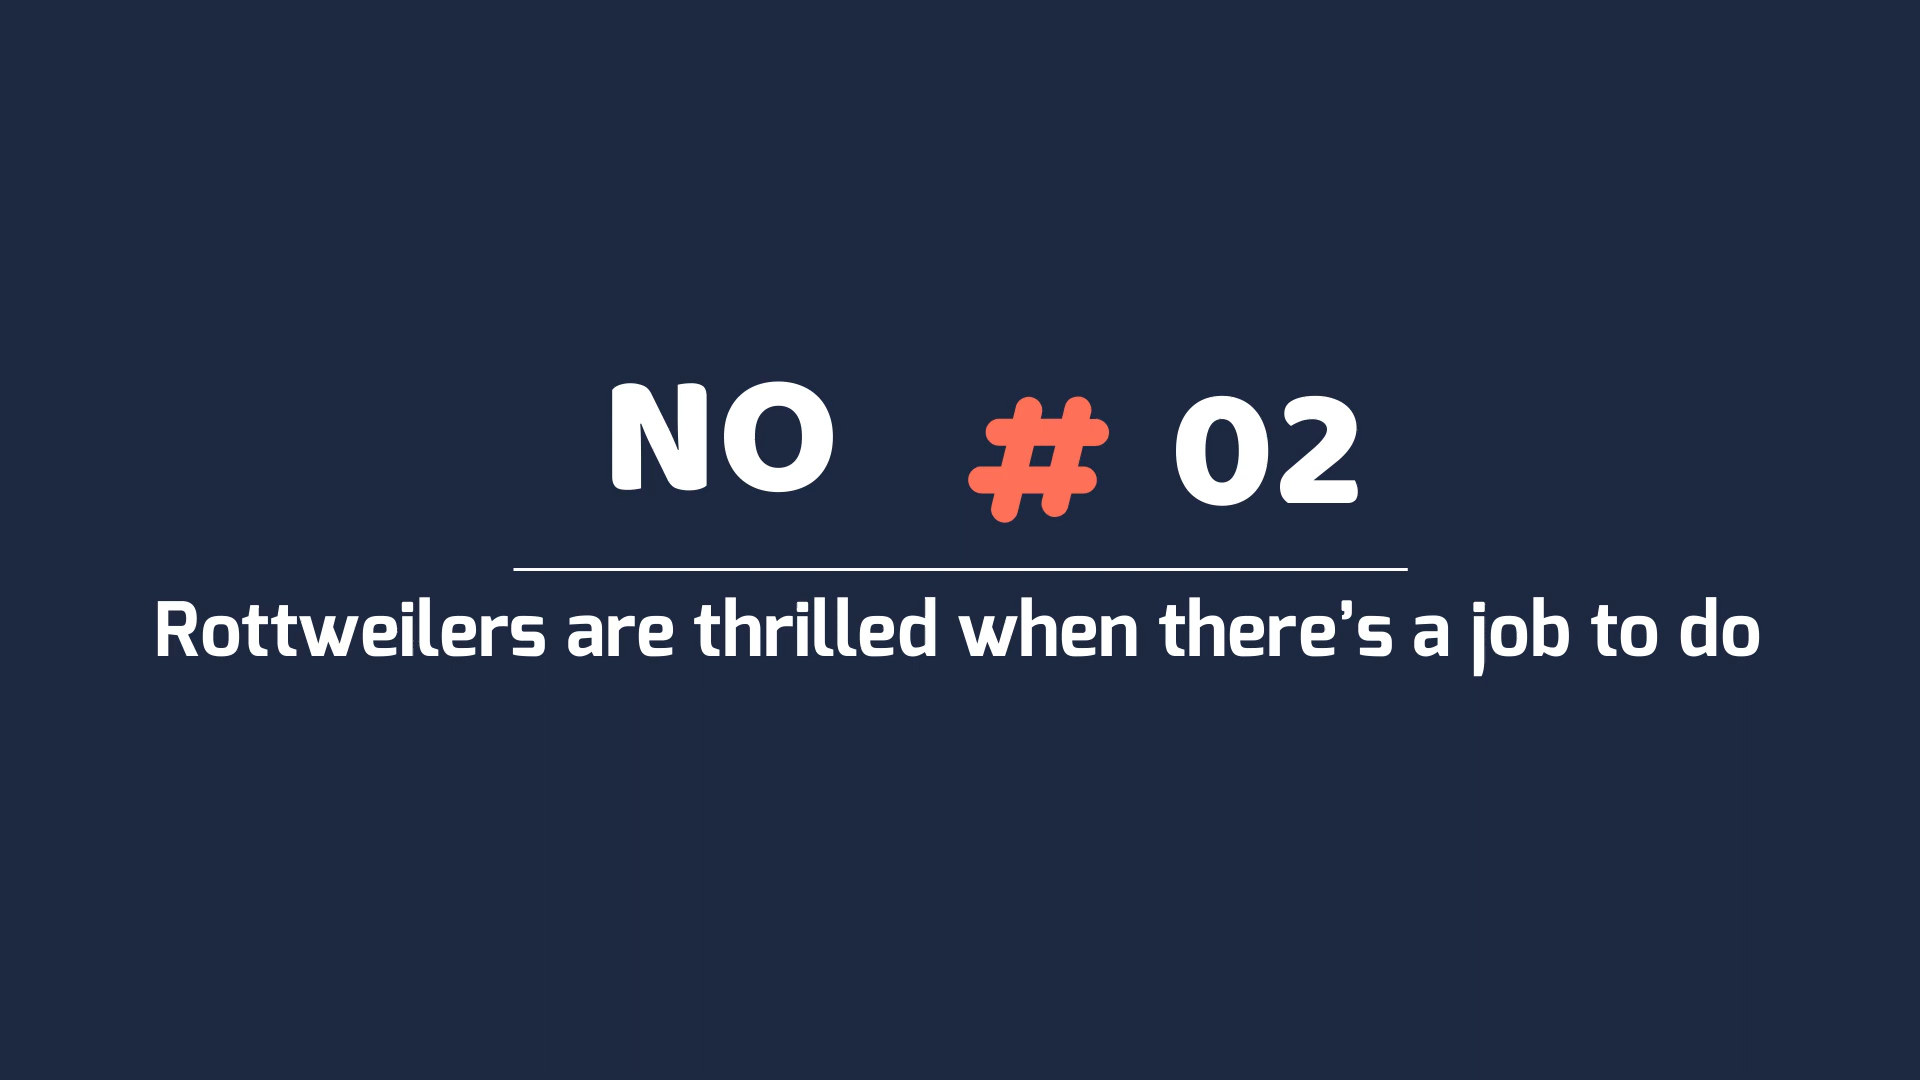 NO # 02
Rottweilers are thrilled when there’s a job to do